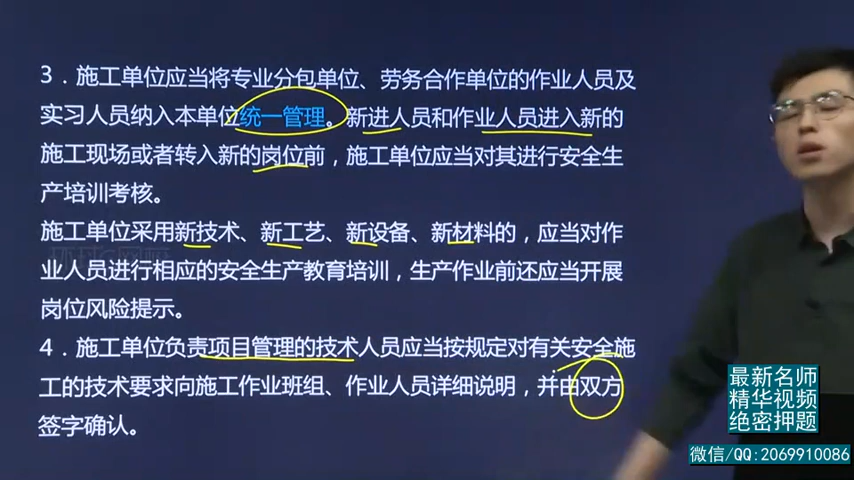 3．施工单位应当将专业分包单位、劳务合作单位的作业人员及
实习人员纳入本单位统一管理。新进人员和作业人员进入新的
施工现场或者转入新的岗位前，施工单位应当对其进行安全生
产培训考核。
施工单位采用新技术、新工艺、新设备、新材料的，应当对作
业人员进行相应的安全生产教育培训，生产作业前还应当开展
岗位风险提示。
4．施工单位负责项目管理的技术人员应当按规定对有关安全施
工的技术要求向施工作业班组、作业人员详细说明，并由双方
签字确认。
最新名师
精华视频
绝密押题
微信/QQ:2069910086